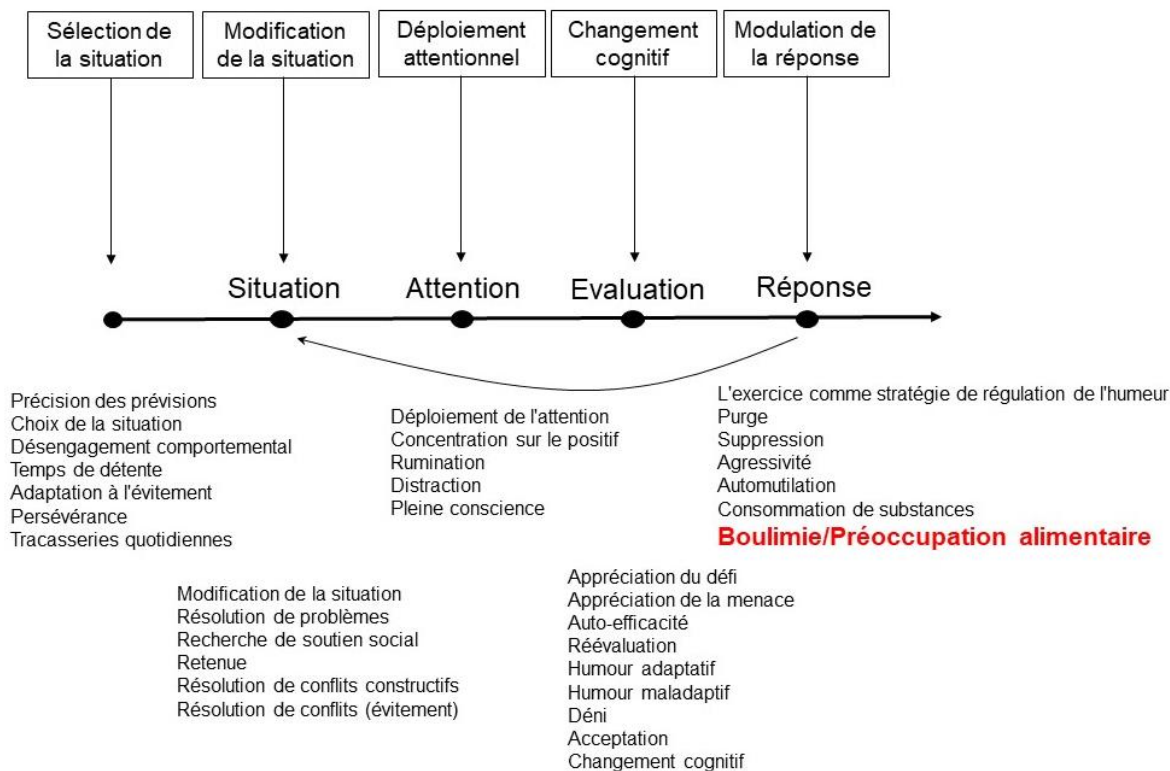 Sélection de
la situation
Modification
de la situation
Déploiement
attentionnel
Changement
cognitif
Modulation de
la réponse
Situation
Attention
Evaluation
Réponse
Précision des prévisions
Choix de la situation
Désengagement comportemental
Temps de détente
Adaptation à l'évitement
Persévérance
Tracasseries quotidiennes
Déploiement de l'attention
Concentration sur le positif
Rumination
Distraction
Pleine conscience
L'exercice comme stratégie de régulation de l'humeur
Purge
Suppression
Agressivité
Automutilation
Consommation de substances
Boulimie/Préoccupation alimentaire
Modification de la situation
Résolution de problèmes
Recherche de soutien social
Retenue
Résolution de conflits constructifs
Résolution de conflits (évitement)
Appréciation du défi
Appréciation de la menace
Auto-efficacité
Réévaluation
Humour adaptatif
Humour maladaptif
Déni
Acceptation
Changement cognitif